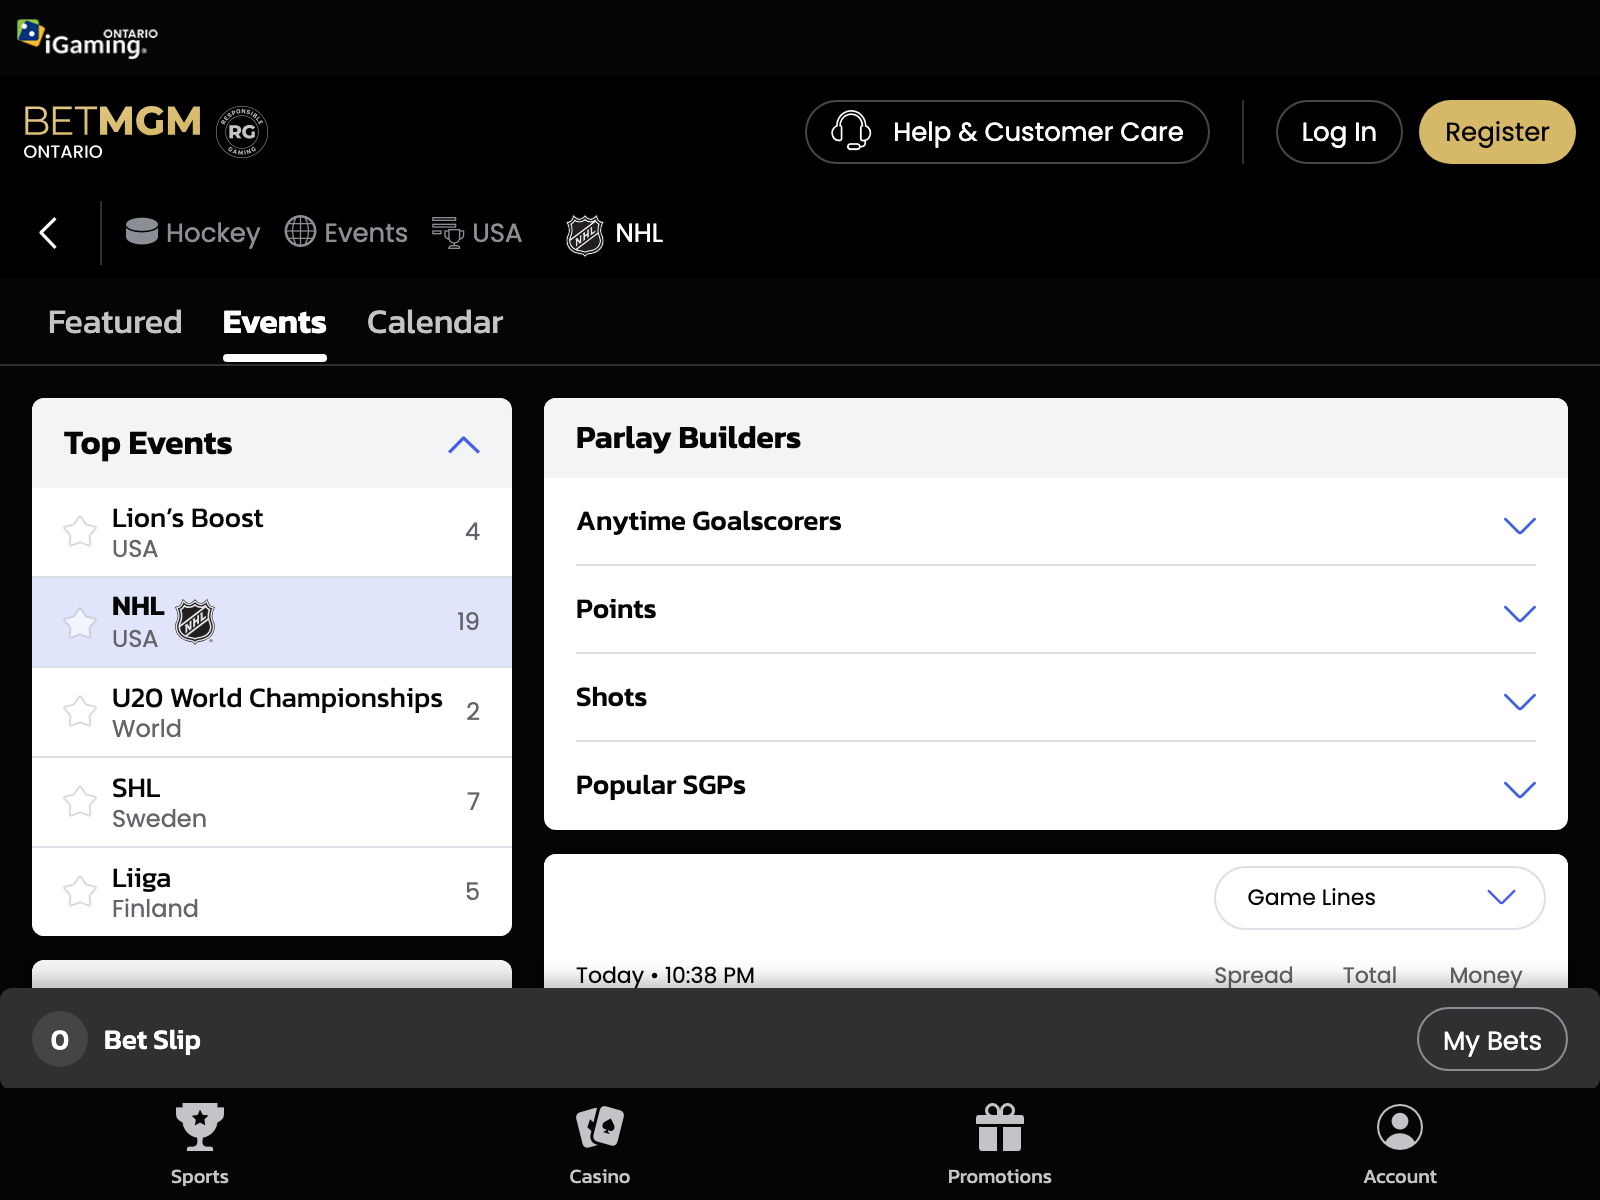 iGaming ONTARIO
BETMGM
ONTARIO
RESPONSIBLE
RG
GAMING
Help & Customer Care
Log In
Register
Hockey
Events
USA
NHL
NHL
Featured
Events
Calendar
Top Events
Lion's Boost
USA
4
NHL
USA
NHL
19
U20 World Championships
World
2
SHL
Sweden
7
Liiga
Finland
5
Parlay Builders
Anytime Goalscorers
Points
Shots
Popular SGPs
Game Lines
Today • 10:38 PM
Spread
Total
Money
0
Bet Slip
My Bets
Sports
Casino
Promotions
Account